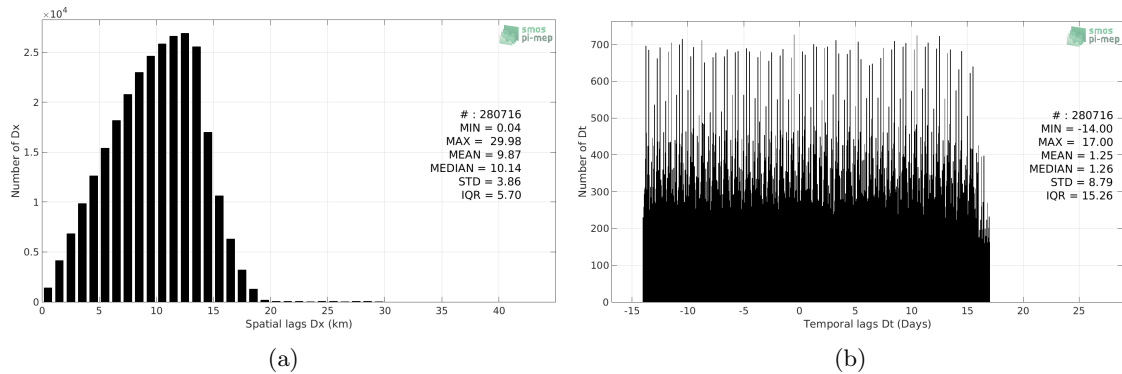 ×10⁴
2.5
2
1.5
1
0.5
0
0
5
10
15
20
25
30
35
40
Number of Dx
Spatial lags Dx (km)
smos
pi-mep
# : 280716
MIN = 0.04
MAX = 29.98
MEAN = 9.87
MEDIAN = 10.14
STD = 3.86
IQR = 5.70
(a)
700
600
500
400
300
200
100
0
-15
-10
-5
0
5
10
15
20
25
Number of Dt
Temporal lags Dt (Days)
smos
pi-mep
# : 280716
MIN = -14.00
MAX = 17.00
MEAN = 1.25
MEDIAN = 1.26
STD = 8.79
IQR = 15.26
(b)